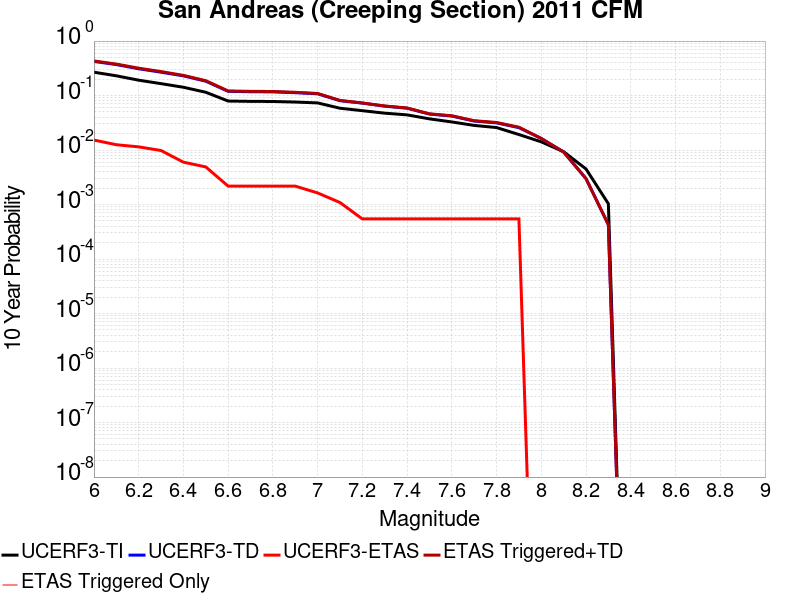 San Andreas (Creeping Section) 2011 CFM
10 0
10 -1
10 -2
10 -3
10 -4
10 -5
10 -6
10 -7
10 -8
10 Year Probability
6 6.2 6.4 6.6 6.8 7 7.2 7.4 7.6 7.8 8 8.2 8.4 8.6 8.8 9
Magnitude
UCERF3-TI UCERF3-TD UCERF3-ETAS ETAS Triggered+TD
ETAS Triggered Only